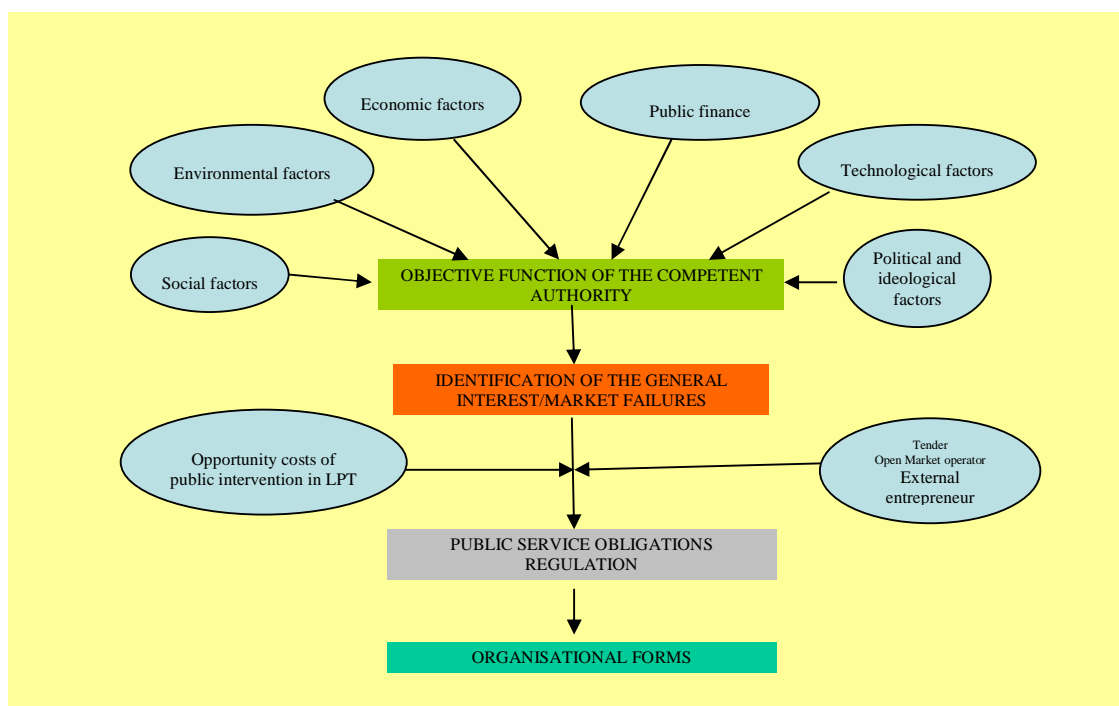 Economic factors
Public finance
Environmental factors
Technological factors
Social factors
OBJECTIVE FUNCTION OF THE COMPETENT
AUTHORITY
Political and
ideological
factors
IDENTIFICATION OF THE GENERAL
INTEREST/MARKET FAILURES
Opportunity costs of
public intervention in LPT
Tender
Open Market operator
External
entrepreneur
PUBLIC SERVICE OBLIGATIONS
REGULATION
ORGANISATIONAL FORMS